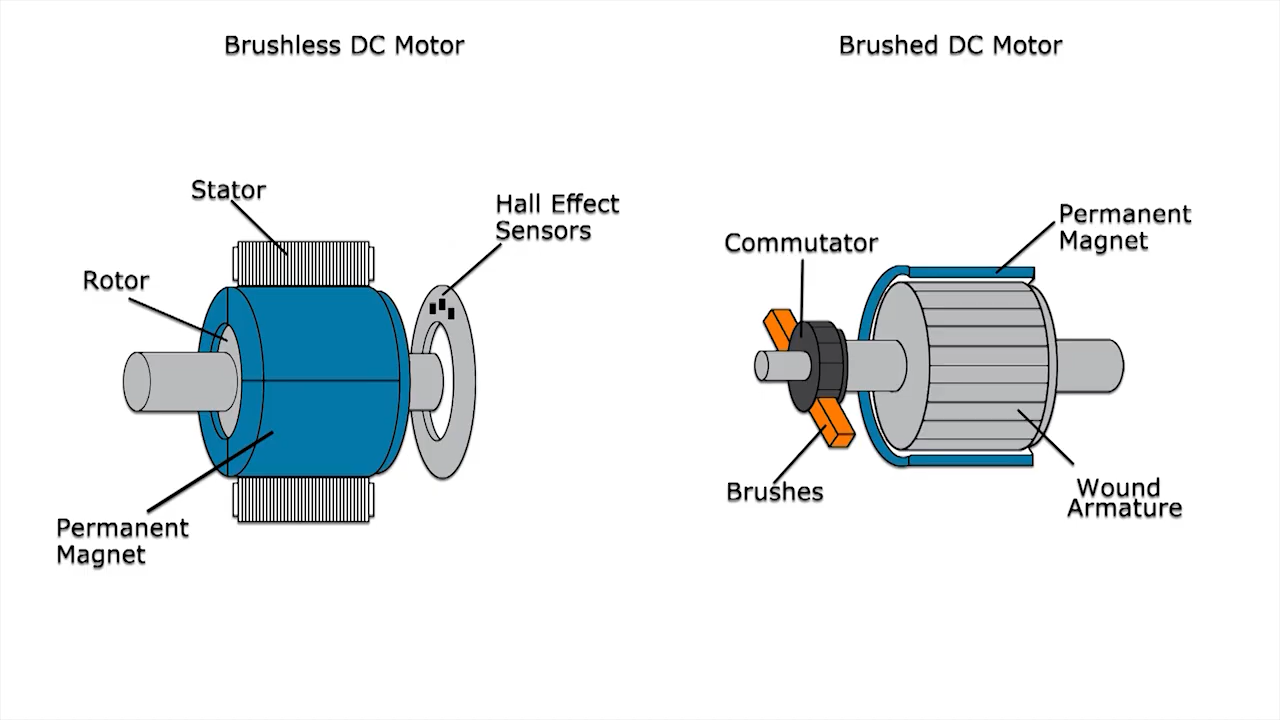 Brushless DC Motor
Brushed DC Motor
Stator
Hall Effect
Sensors
Rotor
Permanent
Magnet
Permanent
Magnet
Commutator
Brushes
Wound
Armature